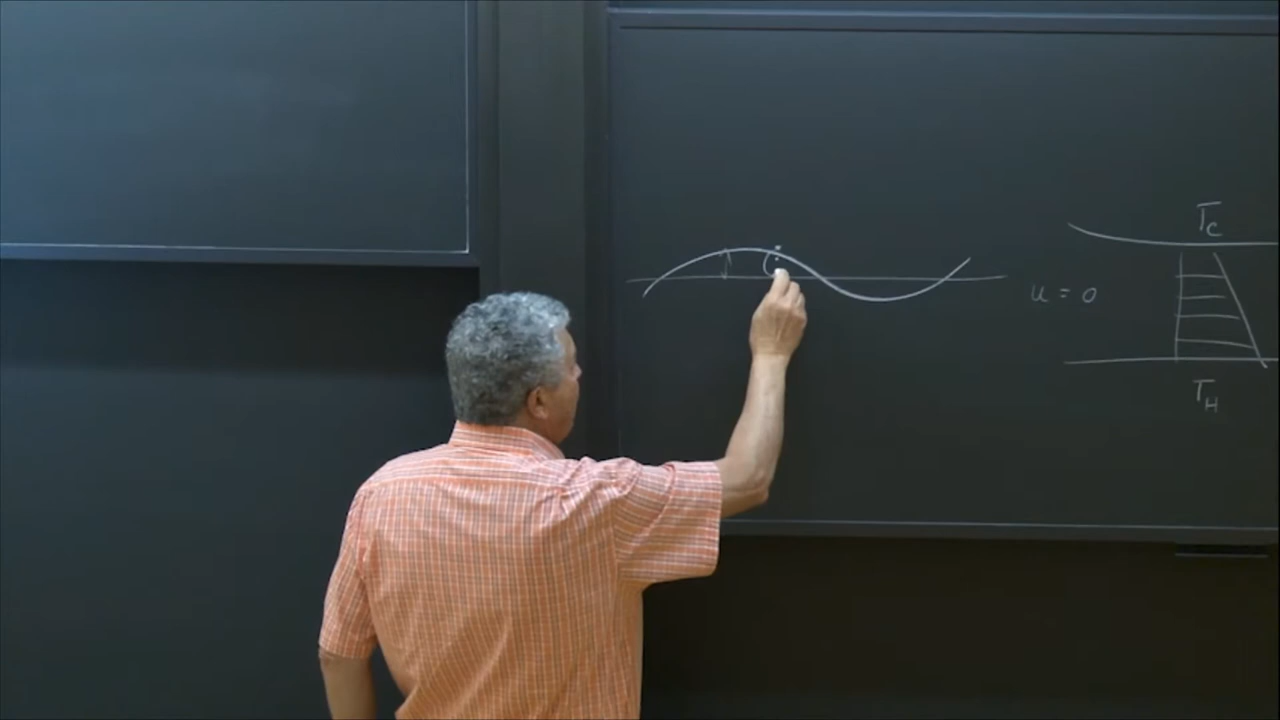 T_C
u = 0
T_H